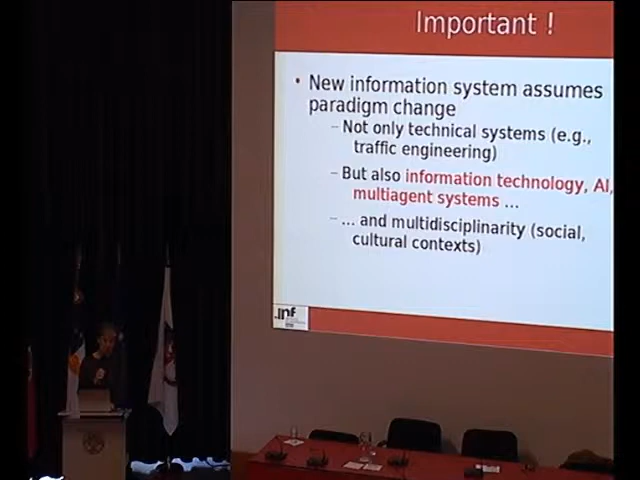 Important !
• New information system assumes
paradigm change
– Not only technical systems (e.g.,
traffic engineering)
– But also information technology, AI,
multiagent systems ...
– ... and multidisciplinarity (social,
cultural contexts)
.inf